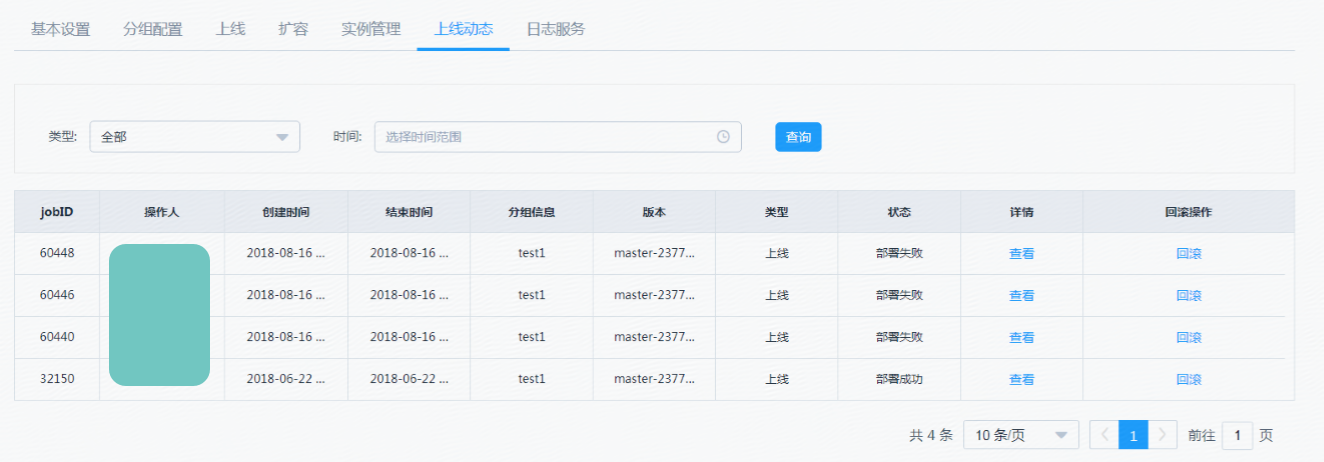 基本设置 分组配置 上线 扩容 实例管理 上线动态 日志服务
类型: 全部 时间: 选择时间范围 查询
jobID 操作人 创建时间 结束时间 分组信息 版本 类型 状态 详情 回滚操作
60448 2018-08-16 ... 2018-08-16 ... test1 master-2377... 上线 部署失败 查看 回滚
60446 2018-08-16 ... 2018-08-16 ... test1 master-2377... 上线 部署失败 查看 回滚
60440 2018-08-16 ... 2018-08-16 ... test1 master-2377... 上线 部署失败 查看 回滚
32150 2018-06-22 ... 2018-06-22 ... test1 master-2377... 上线 部署成功 查看 回滚
共 4 条 10 条/页 1 前往 1 页